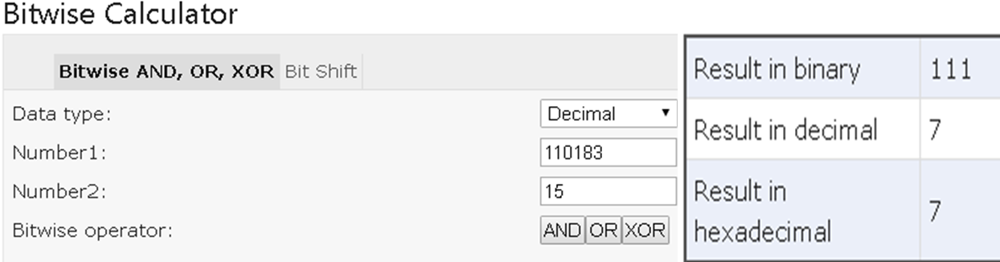 Bitwise Calculator
Bitwise AND, OR, XOR Bit Shift
Data type: Decimal
Number1: 110183
Number2: 15
Bitwise operator: AND OR XOR
Result in binary 111
Result in decimal 7
Result in
hexadecimal 7